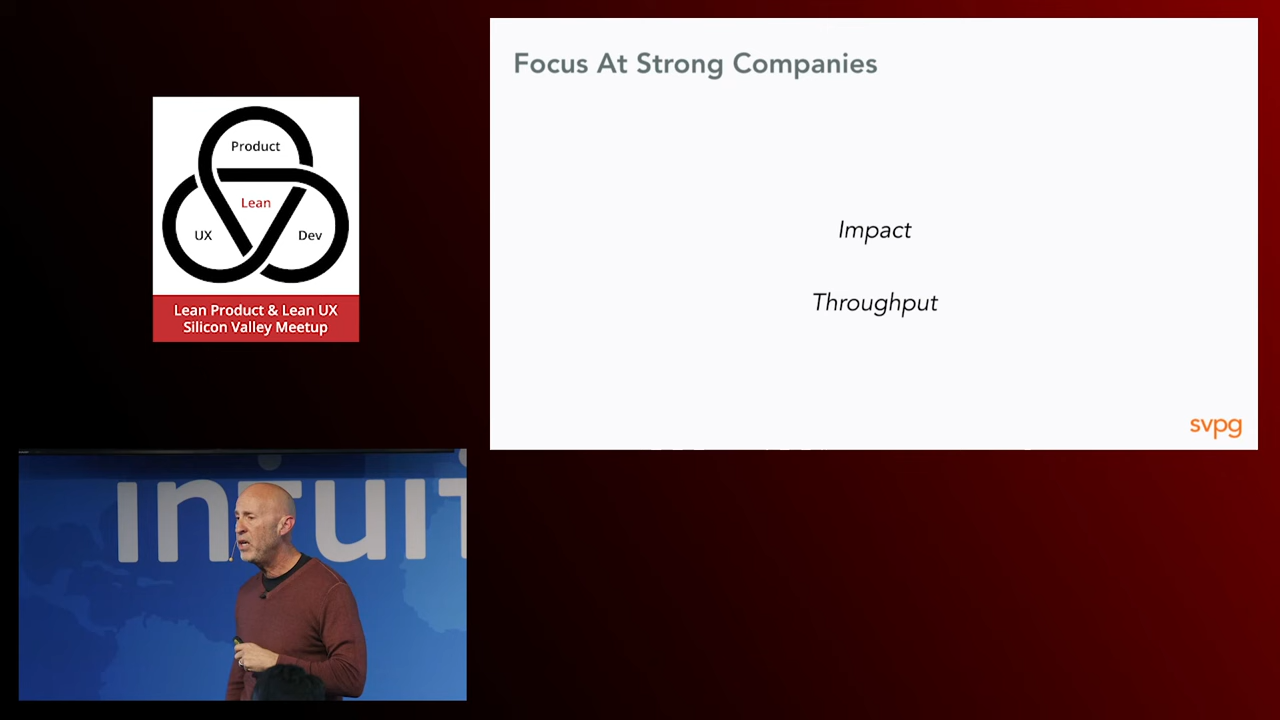 Product
Lean
UX
Dev
Lean Product & Lean UX
Silicon Valley Meetup
Focus At Strong Companies
Impact
Throughput
svpg
intuit